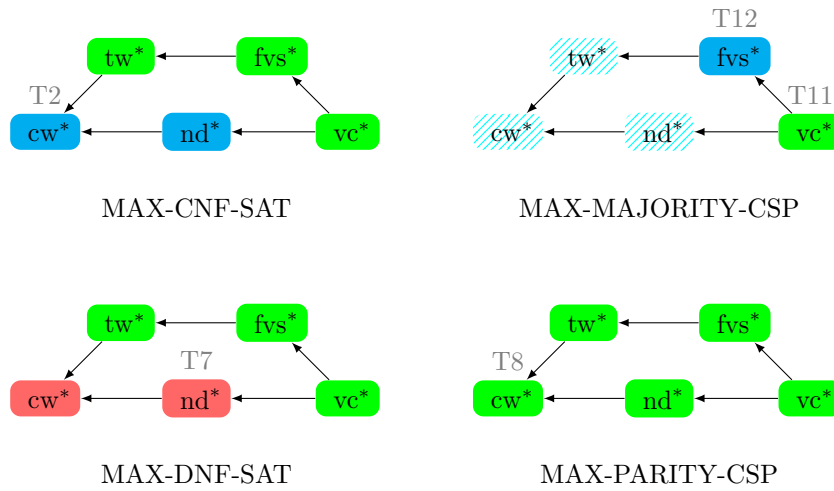 T12
tw* fvs* tw* fvs*
T2 T11
cw* nd* vc* cw* nd* vc*
MAX-CNF-SAT MAX-MAJORITY-CSP
tw* fvs* tw* fvs*
T7 T8
cw* nd* vc* cw* nd* vc*
MAX-DNF-SAT MAX-PARITY-CSP